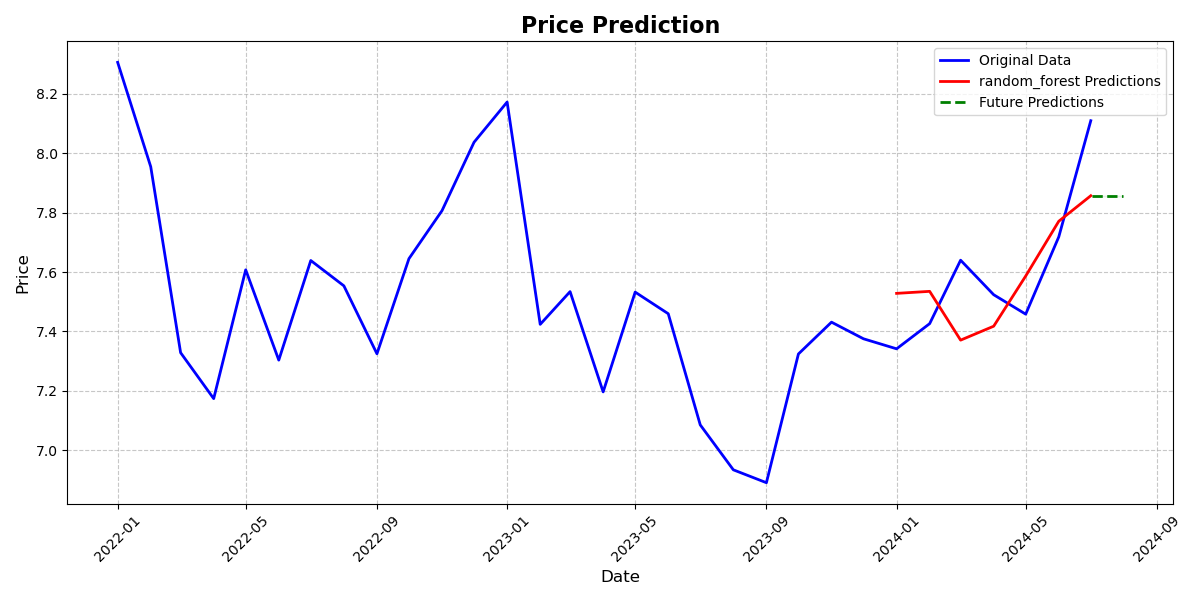 Price Prediction
Original Data
random_forest Predictions
Future Predictions
Price
8.2
8.0
7.8
7.6
7.4
7.2
7.0
2022-01
2022-05
2022-09
2023-01
2023-05
2023-09
2024-01
2024-05
2024-09
Date